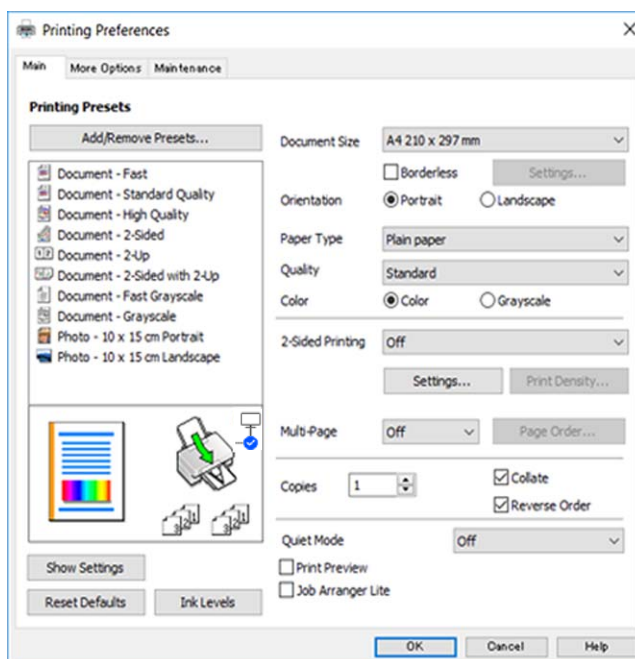 Printing Preferences
Main
More Options
Maintenance
Printing Presets
Add/Remove Presets...
Document - Fast
Document - Standard Quality
Document - High Quality
Document - 2-Sided
Document - 2-Up
Document - 2-Sided with 2-Up
Document - Fast Grayscale
Document - Grayscale
Photo - 10 x 15 cm Portrait
Photo - 10 x 15 cm Landscape
Show Settings
Reset Defaults
Ink Levels
Document Size
A4 210 x 297 mm
Borderless
Settings...
Orientation
Portrait
Landscape
Paper Type
Plain paper
Quality
Standard
Color
Color
Grayscale
2-Sided Printing
Off
Settings...
Print Density...
Multi-Page
Off
Page Order...
Copies
1
Collate
Reverse Order
Quiet Mode
Off
Print Preview
Job Arranger Lite
OK
Cancel
Help